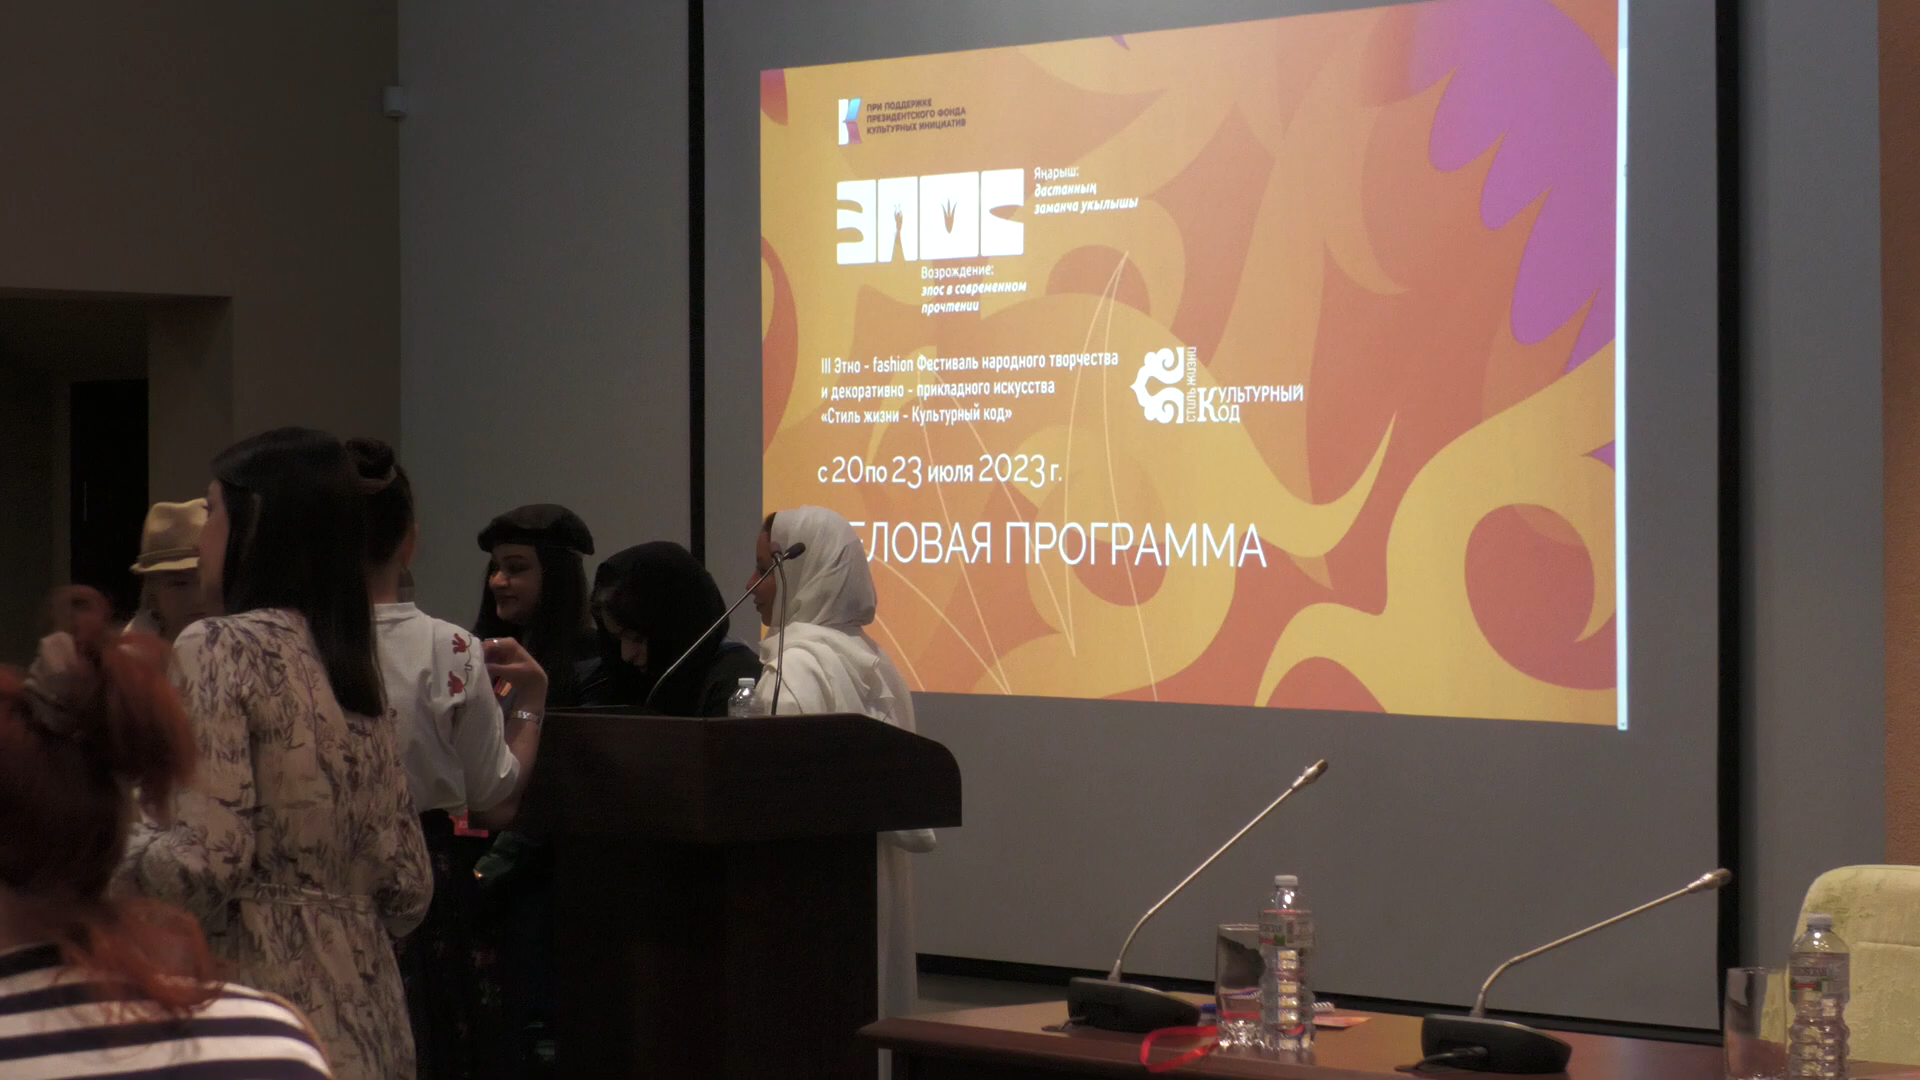 ПРИ ПОДДЕРЖКЕ
ПРЕЗИДЕНТСКОГО ФОНДА
КУЛЬТУРНЫХ ИНИЦИАТИВ
ЭПОС
Яңарыш:
дастанның
заманча укылышы
Возрождение:
эпос в современном
прочтении
III Этно - fashion Фестиваль народного творчества
и декоративно - прикладного искусства
«Стиль жизни - Культурный код»
СТИЛЬ ЖИЗНИ
КУЛЬТУРНЫЙ
КОД
с 20 по 23 июля 2023 г.
ЕЛОВАЯ ПРОГРАММА